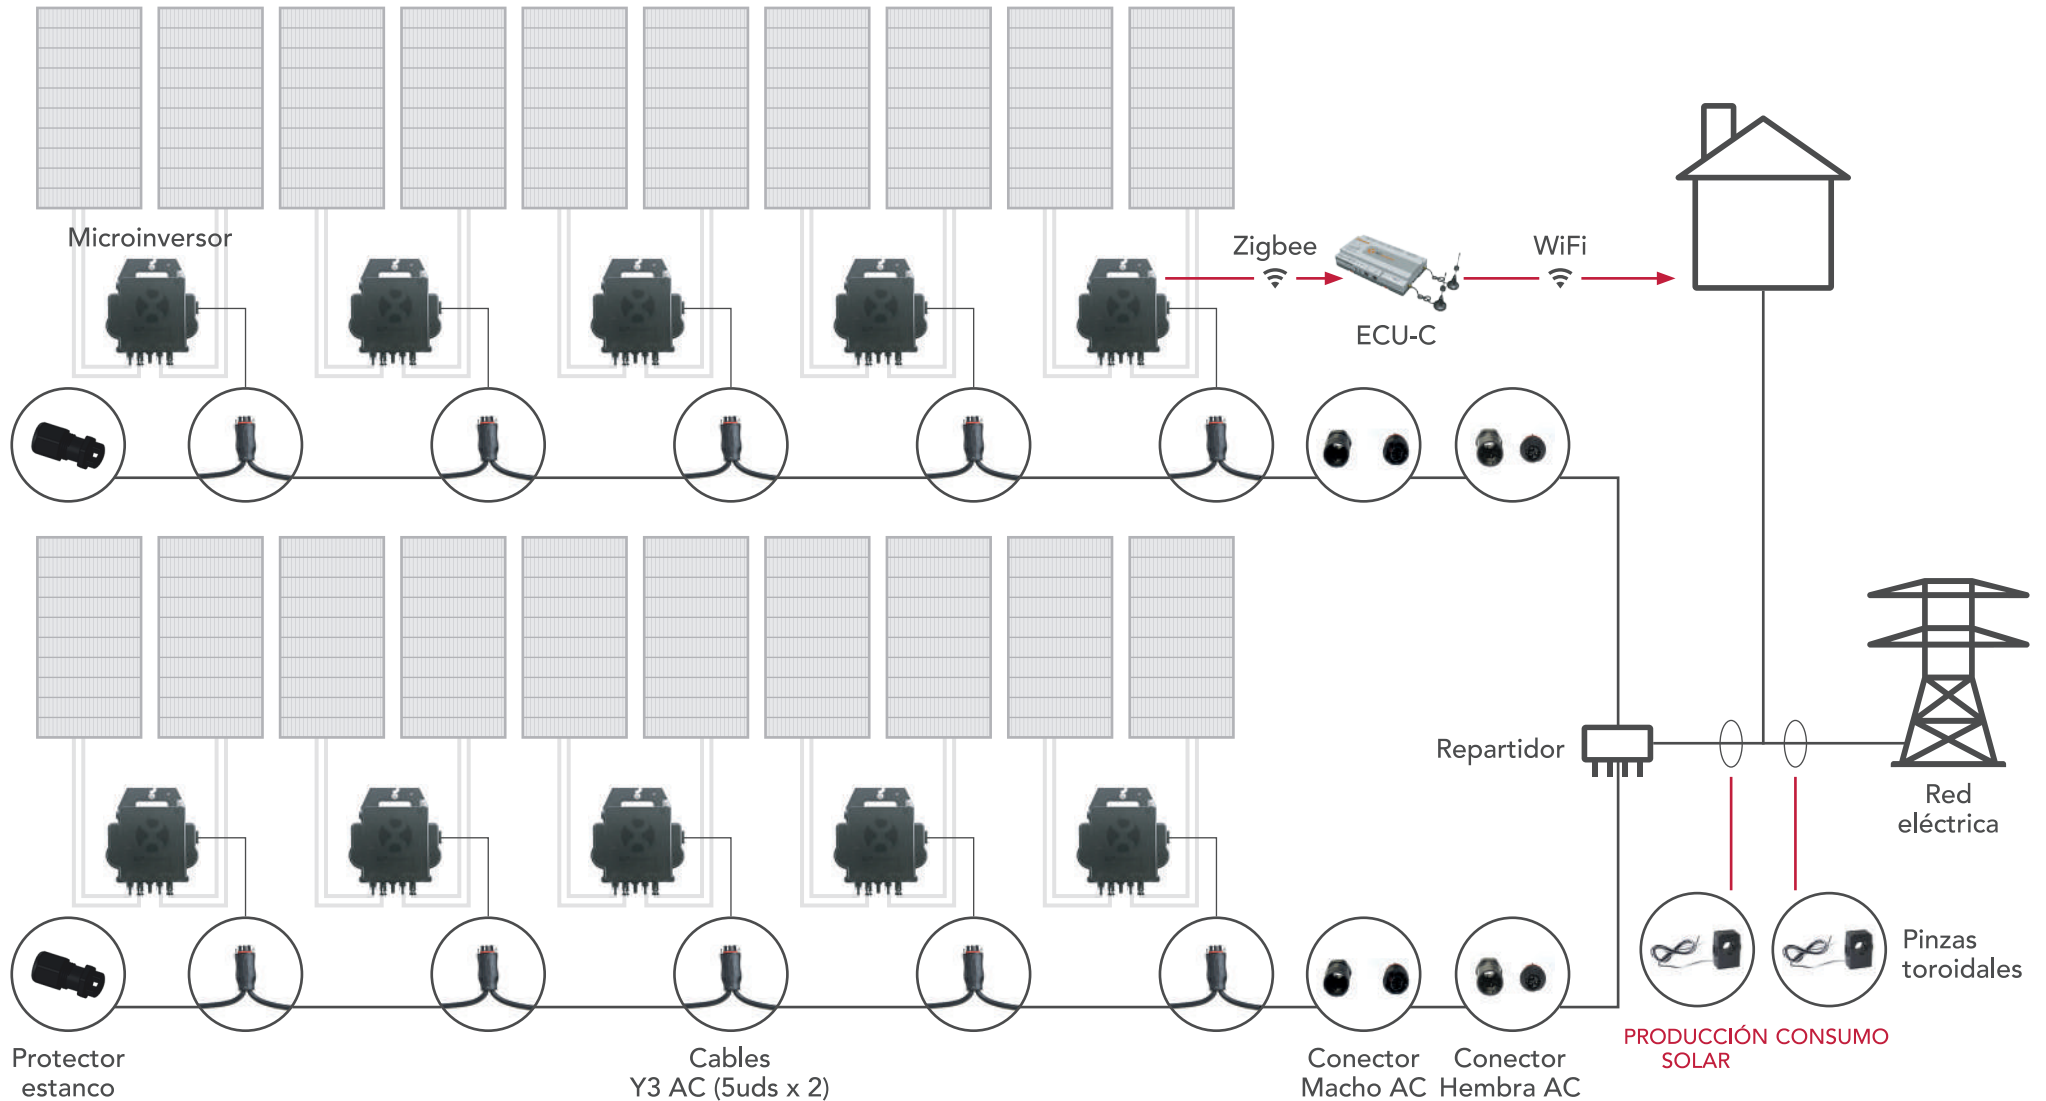 Microinversor
Zigbee
WiFi
ECU-C
Repartidor
Red
eléctrica
Pinzas
toroidales
PRODUCCIÓN
SOLAR
CONSUMO
Protector
estanco
Cables
Y3 AC (5uds x 2)
Conector
Macho AC
Conector
Hembra AC